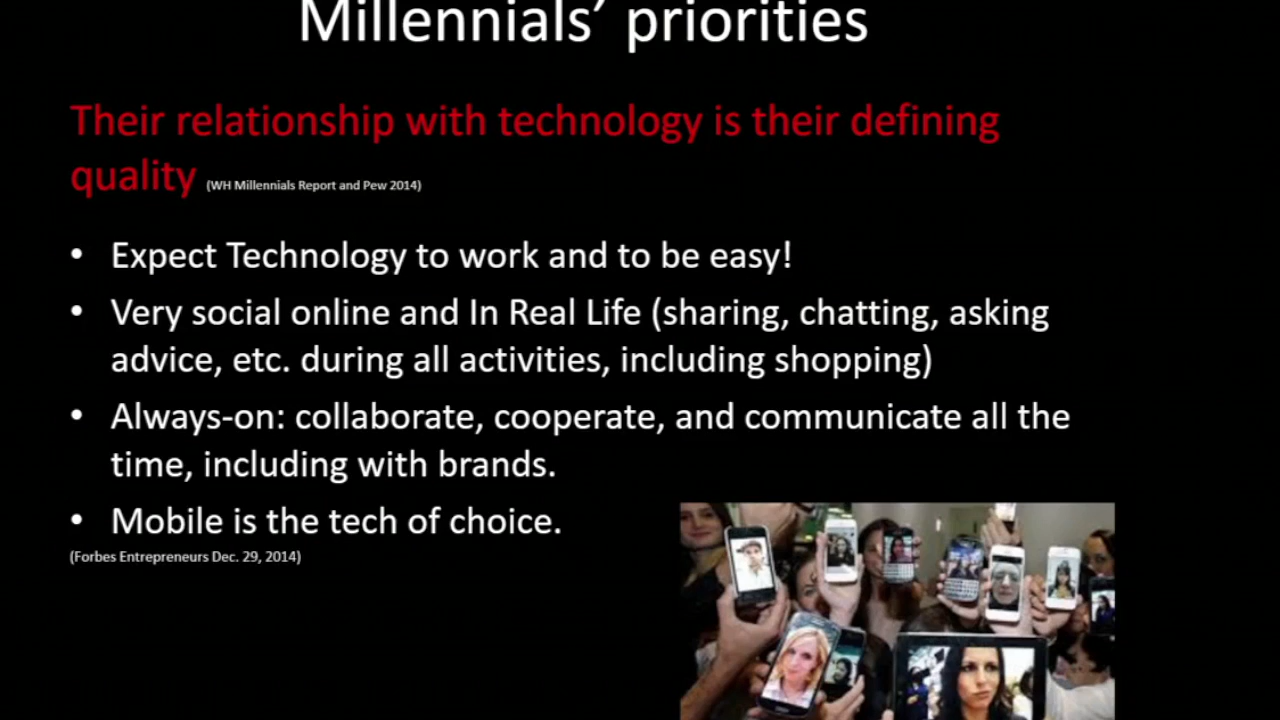 Millennials’ priorities
Their relationship with technology is their defining
quality (WH Millennials Report and Pew 2014)
• Expect Technology to work and to be easy!
• Very social online and In Real Life (sharing, chatting, asking
advice, etc. during all activities, including shopping)
• Always-on: collaborate, cooperate, and communicate all the
time, including with brands.
• Mobile is the tech of choice.
(Forbes Entrepreneurs Dec. 29, 2014)